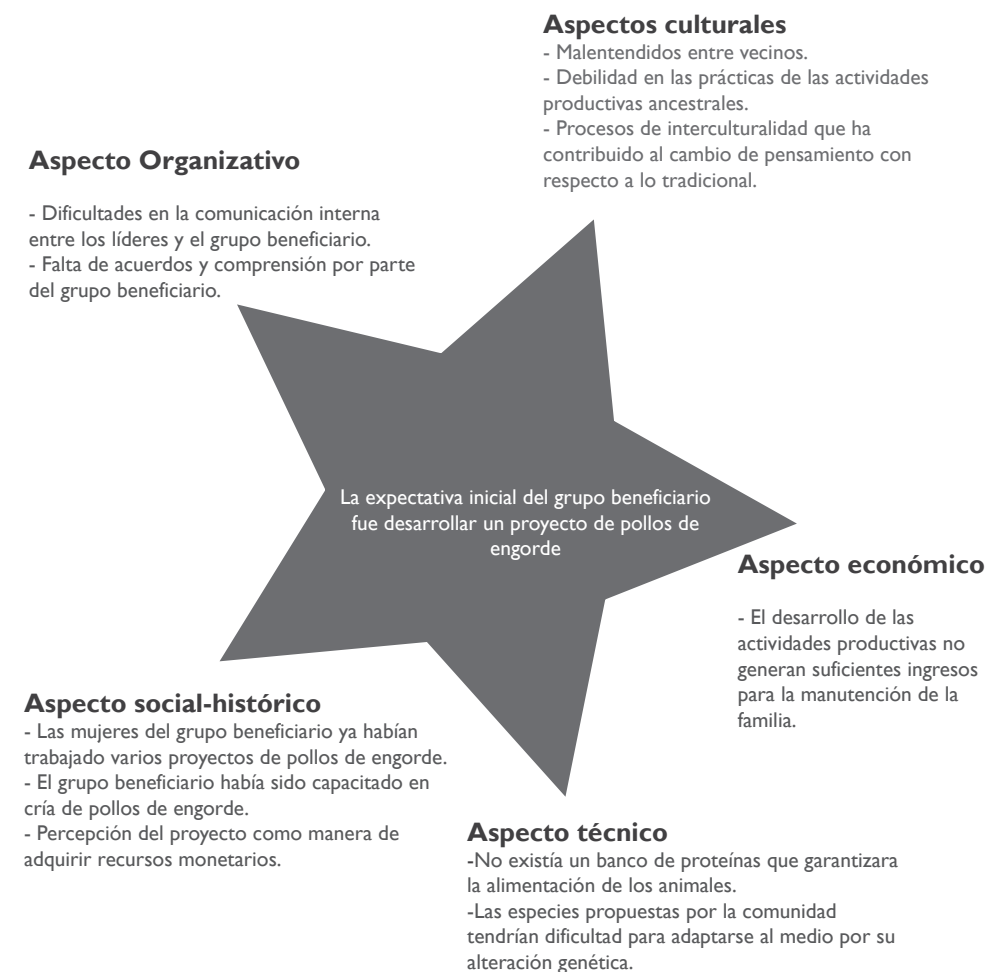 Aspectos culturales
- Malentendidos entre vecinos.
- Debilidad en las prácticas de las actividades
productivas ancestrales.
- Procesos de interculturalidad que ha
contribuido al cambio de pensamiento con
respecto a lo tradicional.
Aspecto Organizativo
- Dificultades en la comunicación interna
entre los líderes y el grupo beneficiario.
- Falta de acuerdos y comprensión por parte
del grupo beneficiario.
La expectativa inicial del grupo beneficiario
fue desarrollar un proyecto de pollos de
engorde
Aspecto económico
- El desarrollo de las
actividades productivas no
generan suficientes ingresos
para la manutención de la
familia.
Aspecto social-histórico
- Las mujeres del grupo beneficiario ya habían
trabajado varios proyectos de pollos de engorde.
- El grupo beneficiario había sido capacitado en
cría de pollos de engorde.
- Percepción del proyecto como manera de
adquirir recursos monetarios.
Aspecto técnico
-No existía un banco de proteínas que garantizara
la alimentación de los animales.
-Las especies propuestas por la comunidad
tendrían dificultad para adaptarse al medio por su
alteración genética.